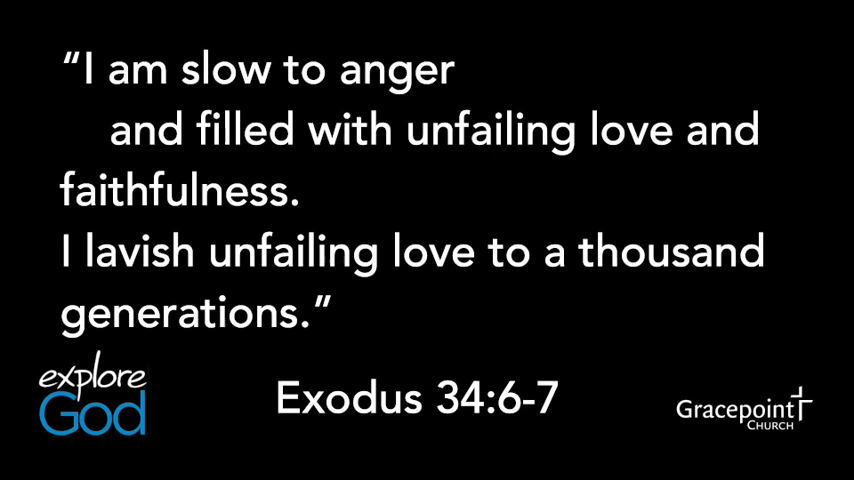 “I am slow to anger
and filled with unfailing love and
faithfulness.
I lavish unfailing love to a thousand
generations.”
explore
God
Exodus 34:6-7
Gracepoint
CHURCH